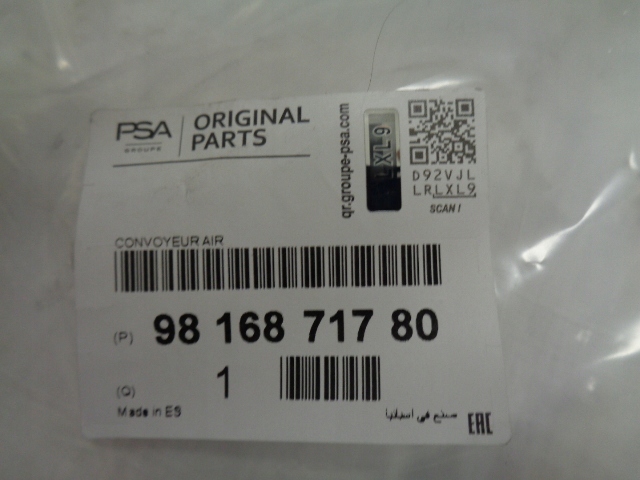 PSA
GROUPE
ORIGINAL
PARTS
qr.groupe-psa.com
LXL9
D92VJL
LRLXL9
SCAN !
CONVOYEUR AIR
(P) 98 168 717 80
(Q) 1
Made in ES
صنع في اسبانيا
EAC